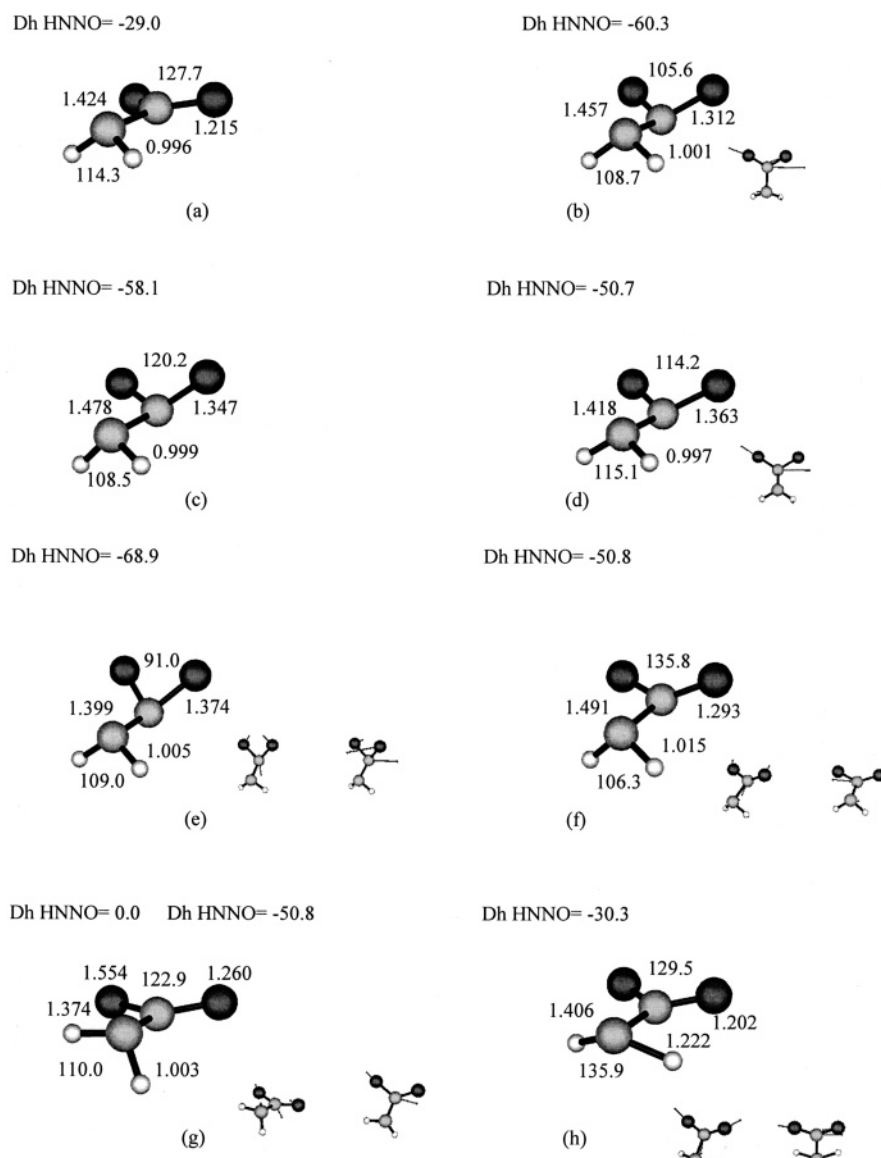 Dh HNNO= -29.0
127.7
1.424
1.215
0.996
114.3
(a)
Dh HNNO= -60.3
105.6
1.457
1.312
1.001
108.7
(b)
Dh HNNO= -58.1
120.2
1.478
1.347
0.999
108.5
(c)
Dh HNNO= -50.7
114.2
1.418
1.363
0.997
115.1
(d)
Dh HNNO= -68.9
91.0
1.399
1.374
1.005
109.0
(e)
Dh HNNO= -50.8
135.8
1.491
1.293
1.015
106.3
(f)
Dh HNNO= 0.0 Dh HNNO= -50.8
1.554
122.9
1.260
1.374
110.0
1.003
(g)
Dh HNNO= -30.3
129.5
1.406
1.202
1.222
135.9
(h)